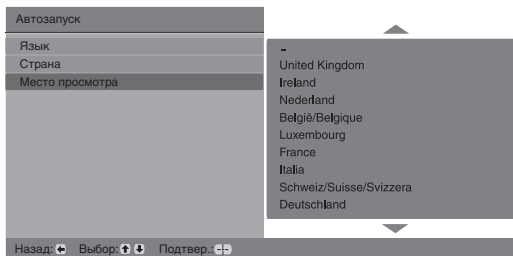 Автозапуск
Язык
Страна
Место просмотра
-
United Kingdom
Ireland
Nederland
België/Belgique
Luxembourg
France
Italia
Schweiz/Suisse/Svizzera
Deutschland
Назад: Выбор: Подтвер.: